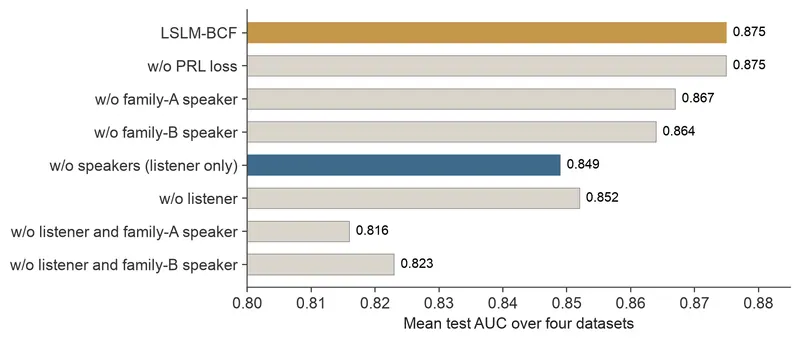 LSLM-BCF 0.875
w/o PRL loss 0.875
w/o family-A speaker 0.867
w/o family-B speaker 0.864
w/o speakers (listener only) 0.849
w/o listener 0.852
w/o listener and family-A speaker 0.816
w/o listener and family-B speaker 0.823
0.80 0.81 0.82 0.83 0.84 0.85 0.86 0.87 0.88
Mean test AUC over four datasets